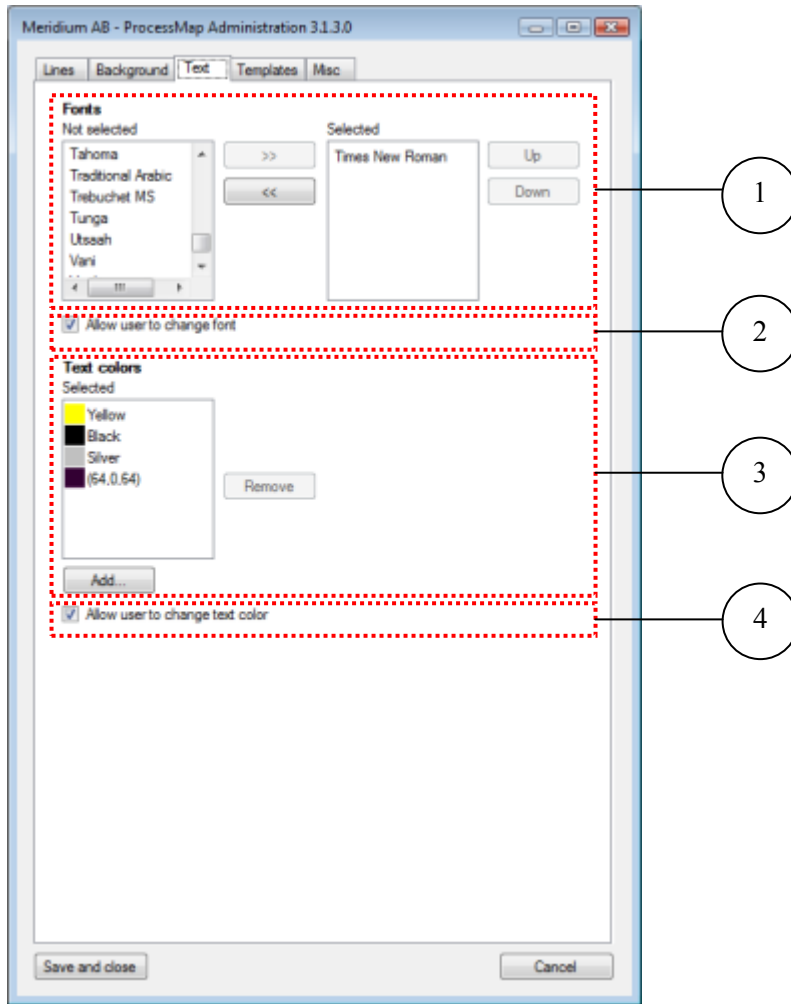 Meridium AB - ProcessMap Administration 3.1.3.0
Lines Background Text Templates Misc
Fonts
Not selected
Selected
Tahoma
Traditional Arabic
Trebuchet MS
Tunga
Utsaah
Vani
>>
<<
Times New Roman
Up
Down
1
Allow user to change font
2
Text colors
Selected
Yellow
Black
Silver
(64,0,64)
Remove
Add...
3
Allow user to change text color
4
Save and close
Cancel